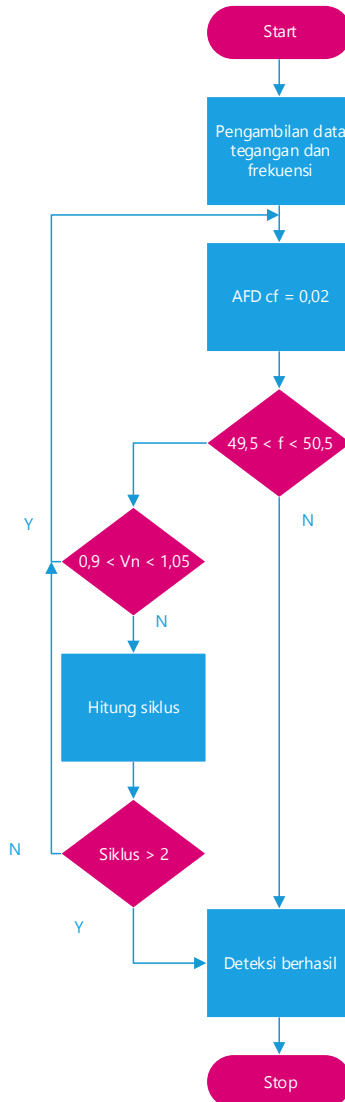 Start
Pengambilan data
tegangan dan
frekuensi
AFD cf = 0,02
49,5 < f < 50,5
N
Y
0,9 < Vn < 1,05
N
Hitung siklus
Siklus > 2
N
Y
Deteksi berhasil
Stop